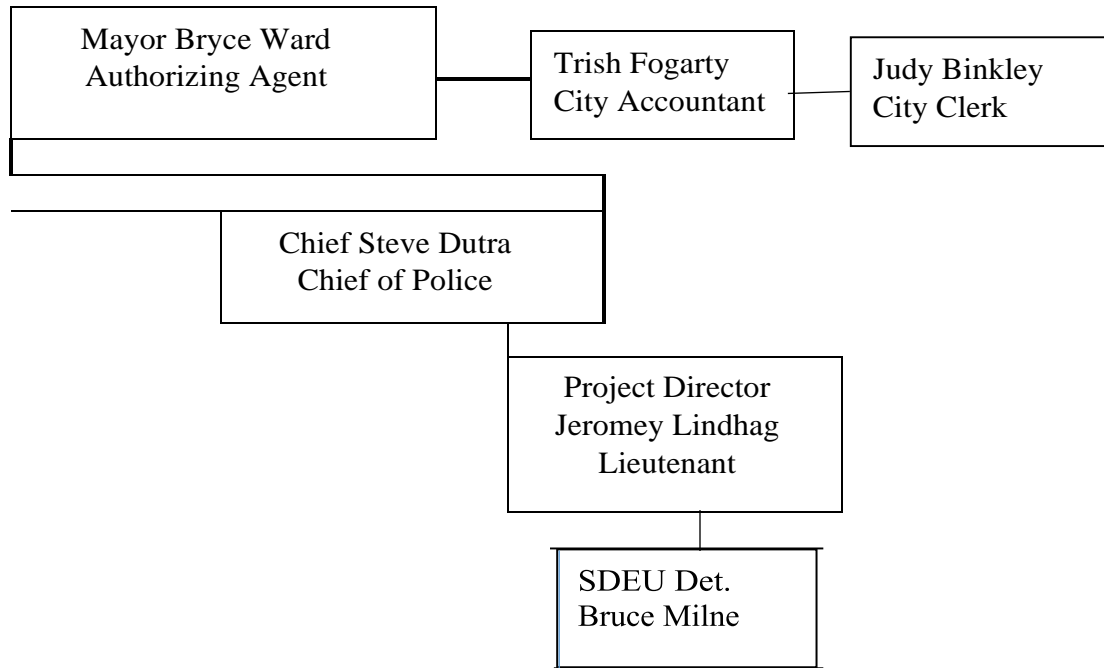 Mayor Bryce Ward
Authorizing Agent
Trish Fogarty
City Accountant
Judy Binkley
City Clerk
Chief Steve Dutra
Chief of Police
Project Director
Jeromey Lindhag
Lieutenant
SDEU Det.
Bruce Milne